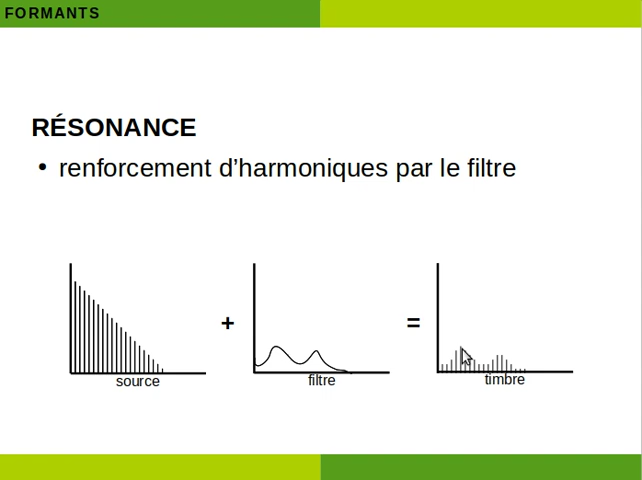 FORMANTS
RÉSONANCE
• renforcement d’harmoniques par le filtre
+ =
source filtre timbre